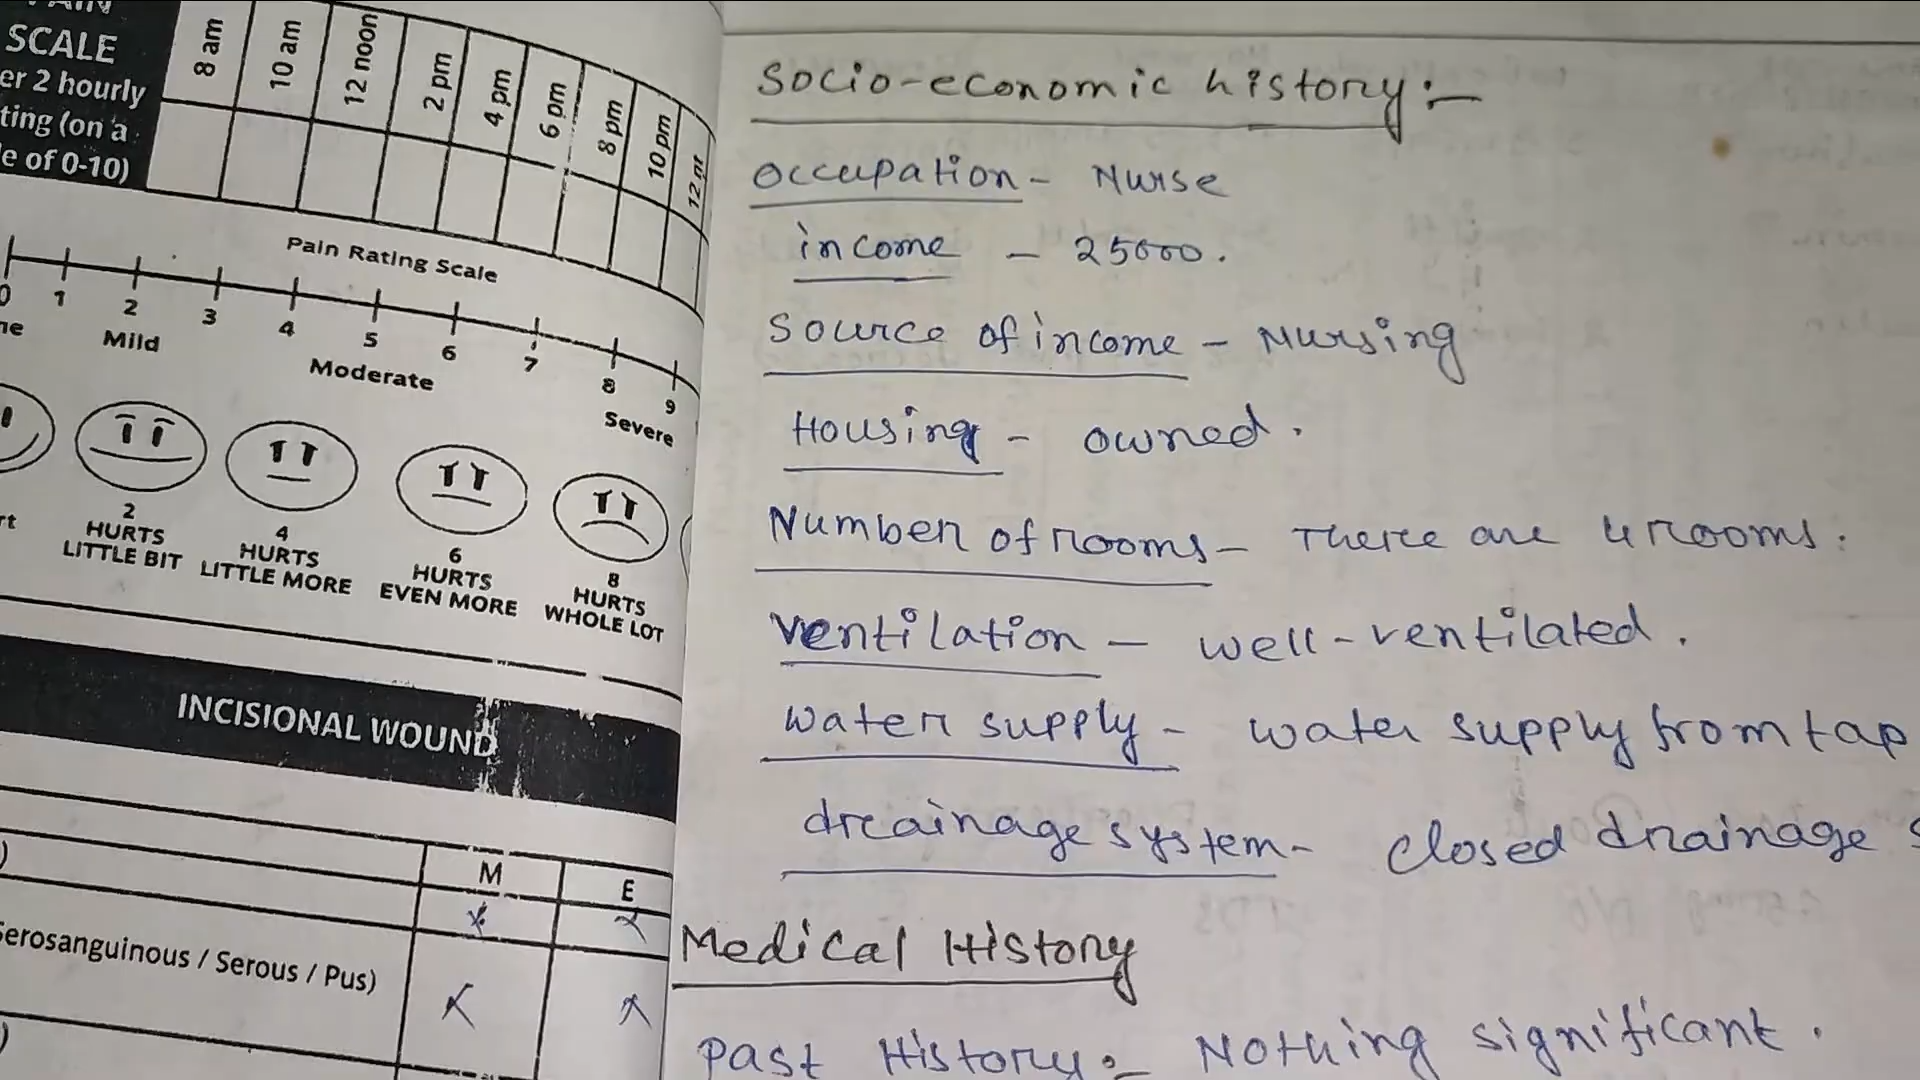 SCALE
er 2 hourly
ting (on a
e of 0-10)
8 am
10 am
12 noon
2 pm
4 pm
6 pm
8 pm
10 pm
Pain Rating Scale
0 1 2 3 4 5 6 7 8 9
Mild
Moderate
Severe
2
HURTS
LITTLE BIT
4
HURTS
LITTLE MORE
6
HURTS
EVEN MORE
8
HURTS
WHOLE LOT
INCISIONAL WOUND
M E
Serosanguinous / Serous / Pus)
Socio-economic history:-
Occupation - Nurse
income - 25000.
Source of income - Nursing
Housing - owned.
Number of rooms - There are 4 rooms.
Ventilation - well-ventilated.
water supply - water supply from tap
drainage system - closed drainage s
Medical History
Past History:- Nothing significant.